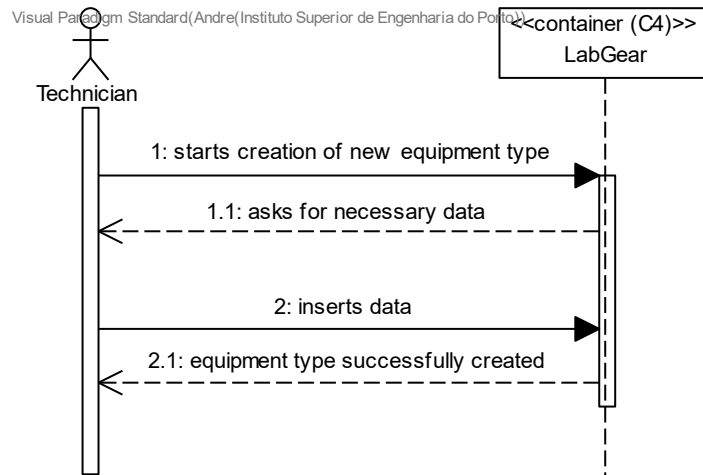 Visual Paradigm Standard(Andre(Instituto Superior de Engenharia do Porto))
<<container (C4)>>
LabGear
Technician
1: starts creation of new equipment type
1.1: asks for necessary data
2: inserts data
2.1: equipment type successfully created